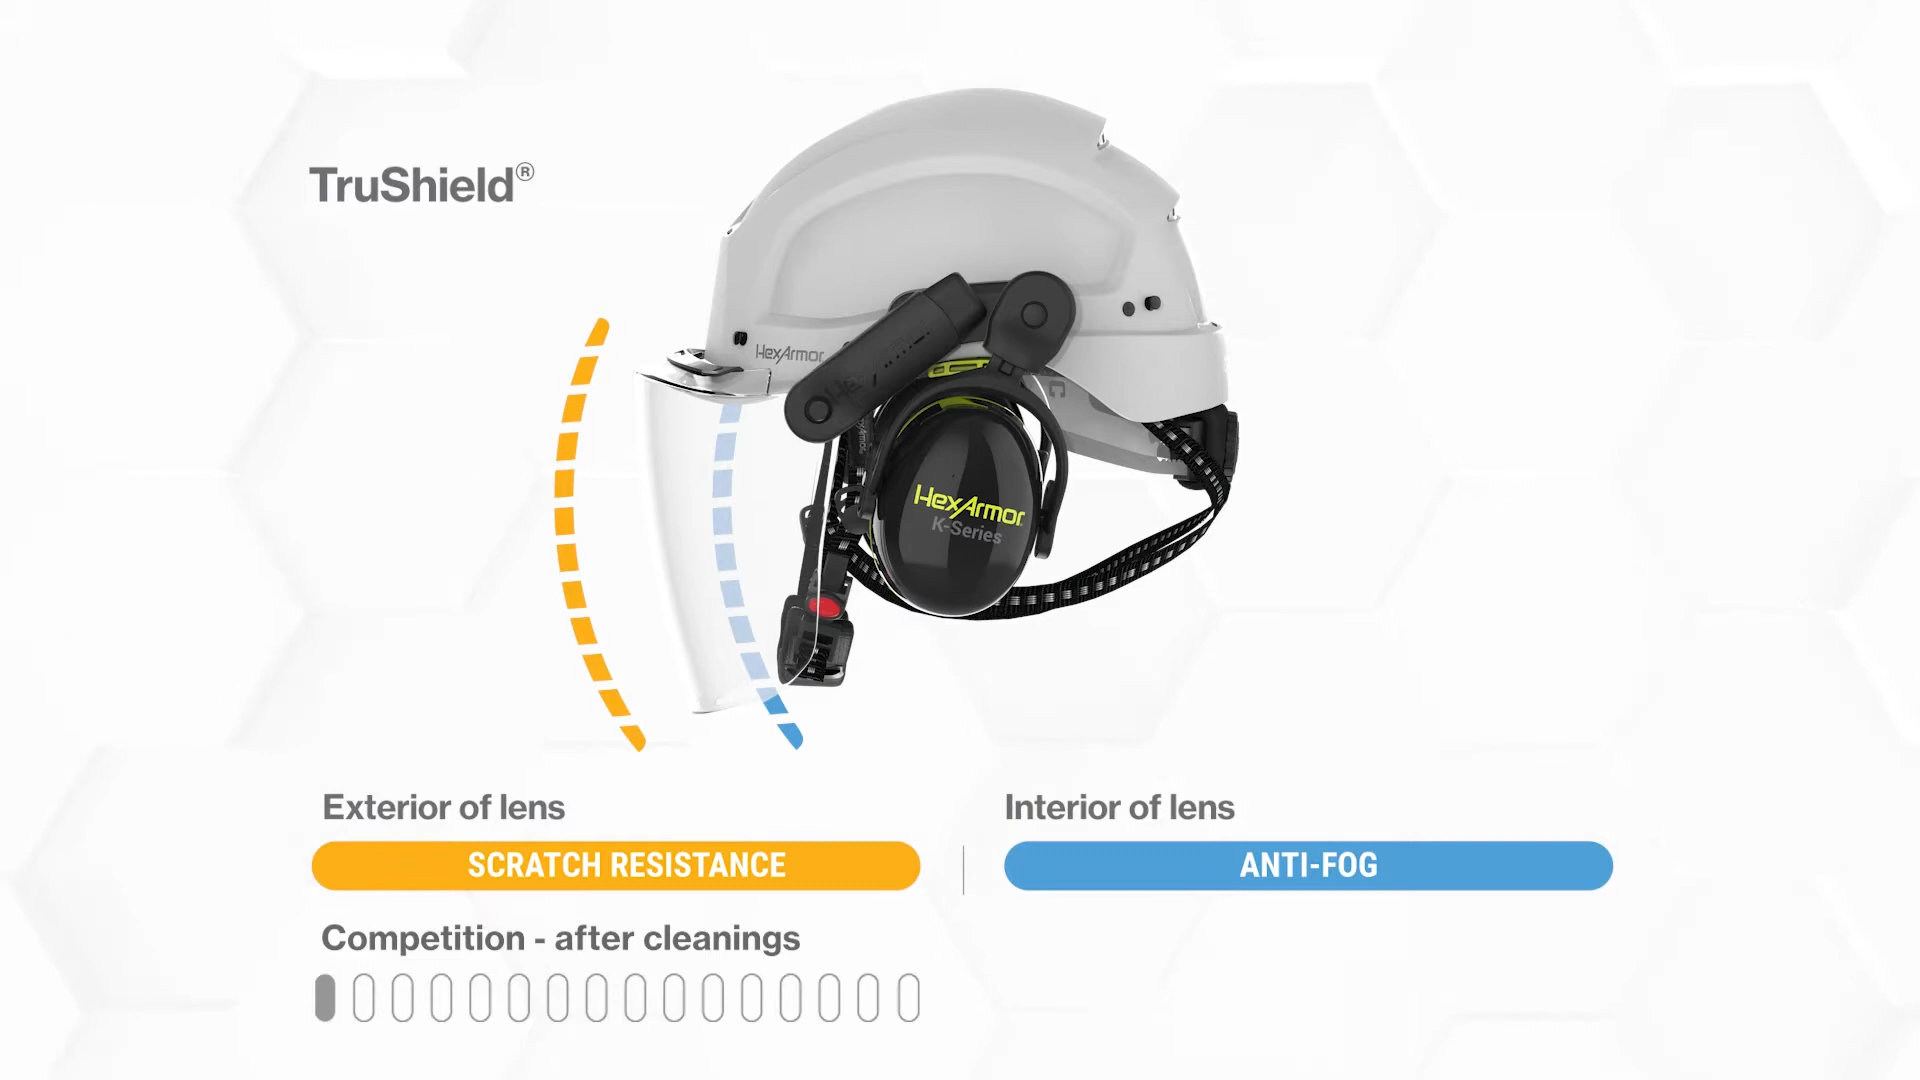 TruShield®
HexArmor
HexArmor
K-Series
Exterior of lens
Interior of lens
SCRATCH RESISTANCE
ANTI-FOG
Competition - after cleanings